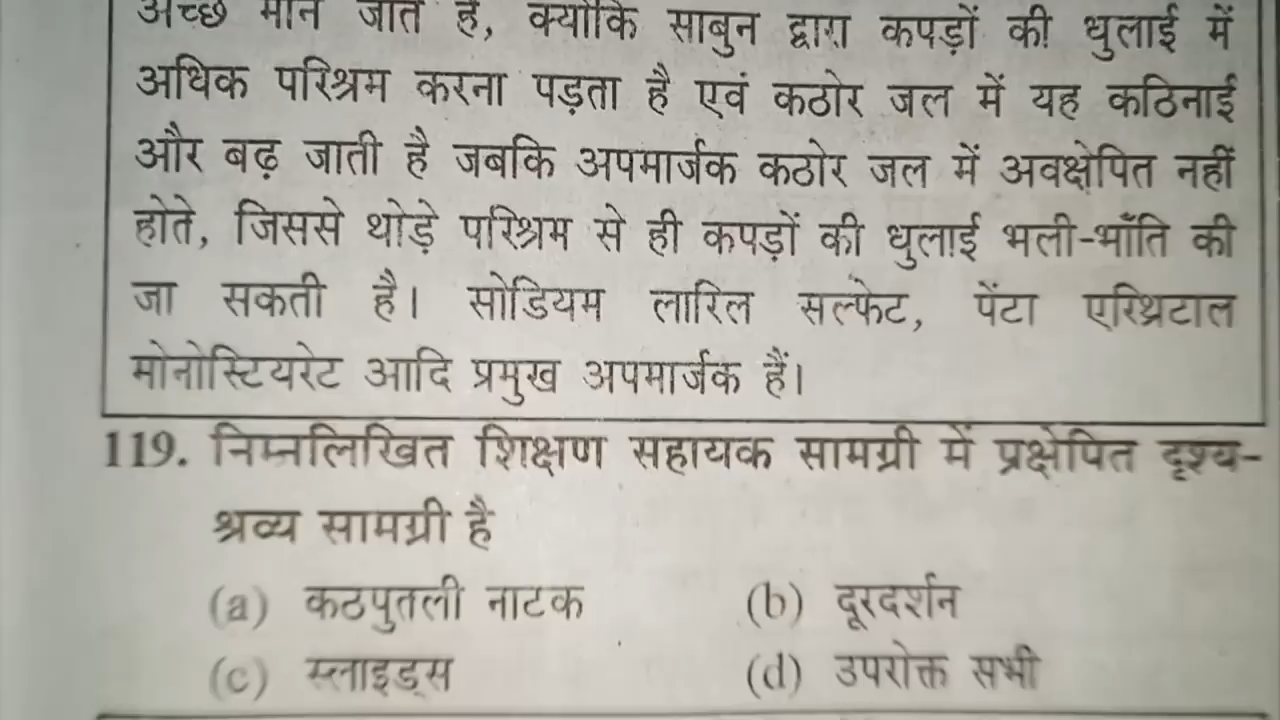 अच्छे माने जाते हैं, क्योंकि साबुन द्वारा कपड़ों की धुलाई में
अधिक परिश्रम करना पड़ता है एवं कठोर जल में यह कठिनाई
और बढ़ जाती है जबकि अपमार्जक कठोर जल में अवक्षेपित नहीं
होते, जिससे थोड़े परिश्रम से ही कपड़ों की धुलाई भली-भाँति की
जा सकती है। सोडियम लारिल सल्फेट, पेंटा एरिथ्रिटाल
मोनोस्टियरेट आदि प्रमुख अपमार्जक हैं।
119. निम्नलिखित शिक्षण सहायक सामग्री में प्रक्षेपित दृश्य-
श्रव्य सामग्री है
(a) कठपुतली नाटक (b) दूरदर्शन
(c) स्लाइड्स (d) उपरोक्त सभी